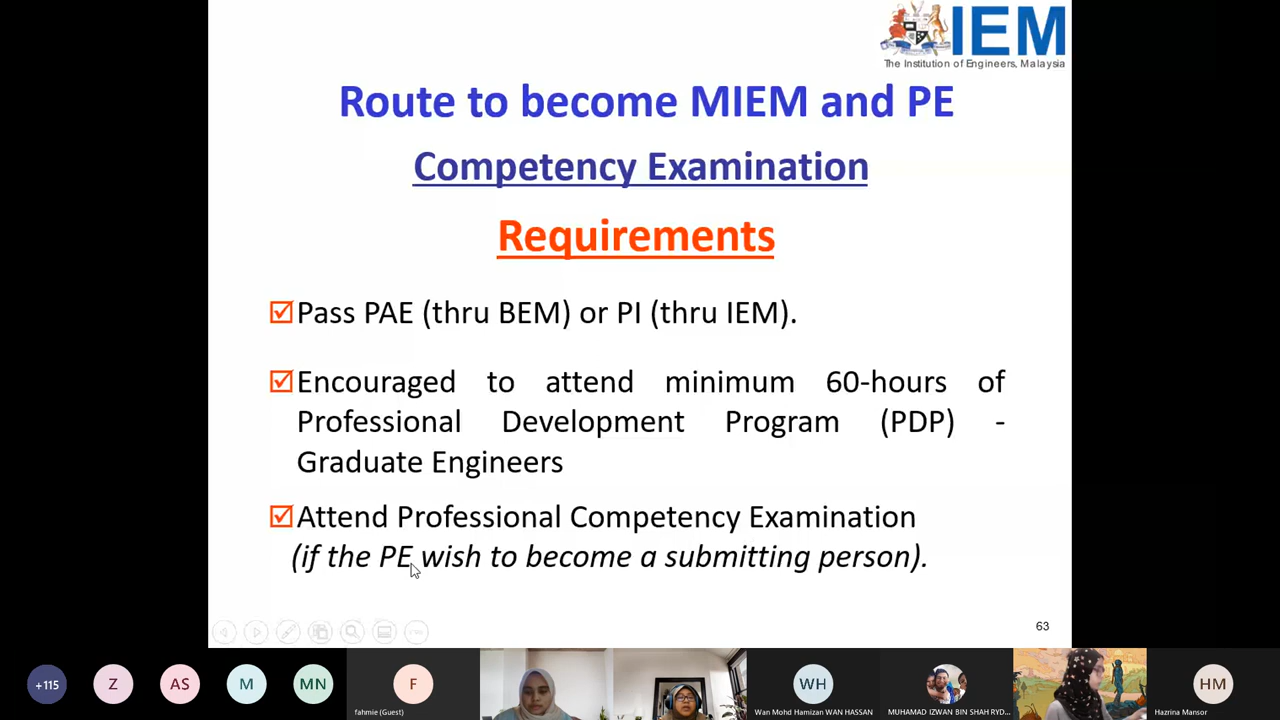 IEM
The Institution of Engineers, Malaysia
Route to become MIEM and PE
Competency Examination
Requirements
Pass PAE (thru BEM) or PI (thru IEM).
Encouraged to attend minimum 60-hours of
Professional Development Program (PDP) -
Graduate Engineers
Attend Professional Competency Examination
(if the PE wish to become a submitting person).
63
+115
Z
AS
M
MN
F
WH
HM
fahmie (Guest)
Wan Mohd Hamizan WAN HASSAN
MUHAMAD IZWAN BIN SHAH RYD...
Hazrina Mansor